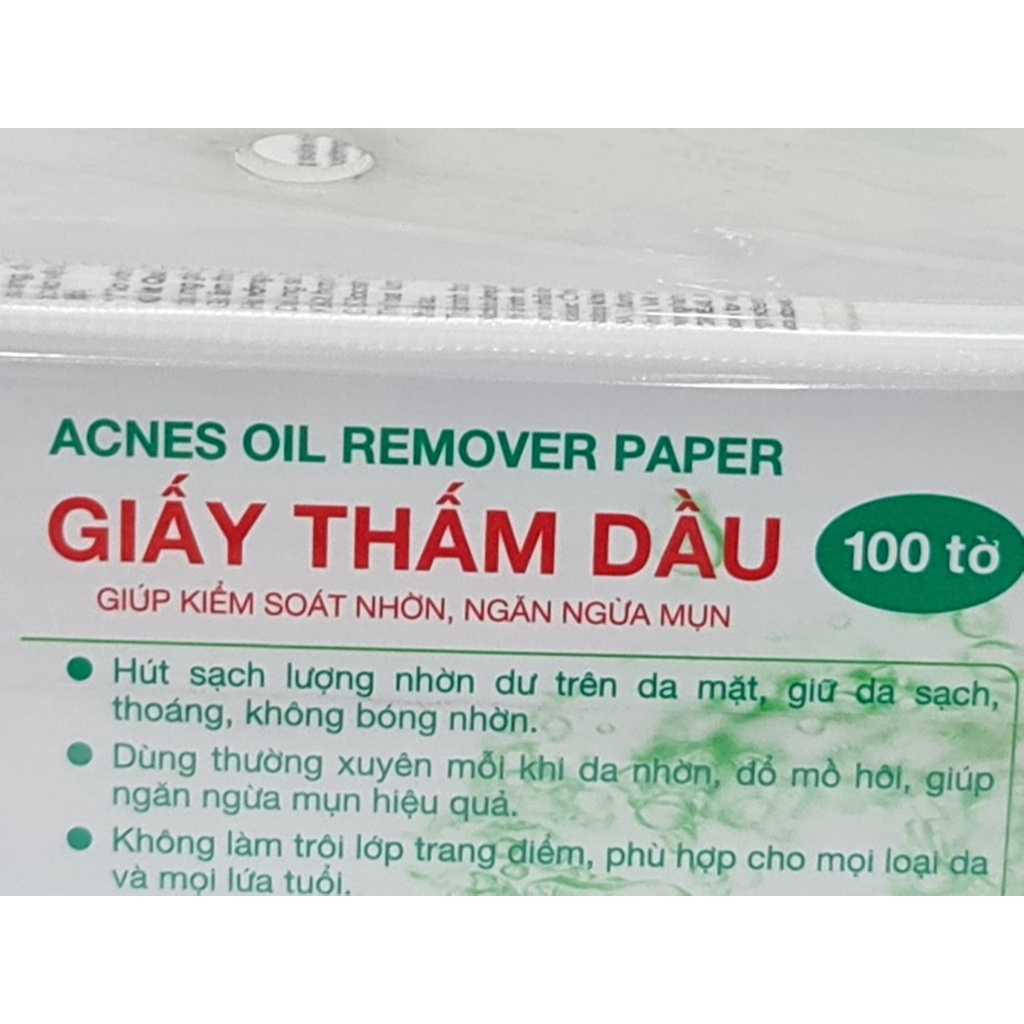 ACNES OIL REMOVER PAPER
GIẤY THẤM DẦU
100 tờ
GIÚP KIỂM SOÁT NHỜN, NGĂN NGỪA MỤN
Hút sạch lượng nhờn dư trên da mặt, giữ da sạch,
thoáng, không bóng nhờn.
Dùng thường xuyên mỗi khi da nhờn, đổ mồ hôi, giúp
ngăn ngừa mụn hiệu quả.
Không làm trôi lớp trang điểm, phù hợp cho mọi loại da
và mọi lứa tuổi.